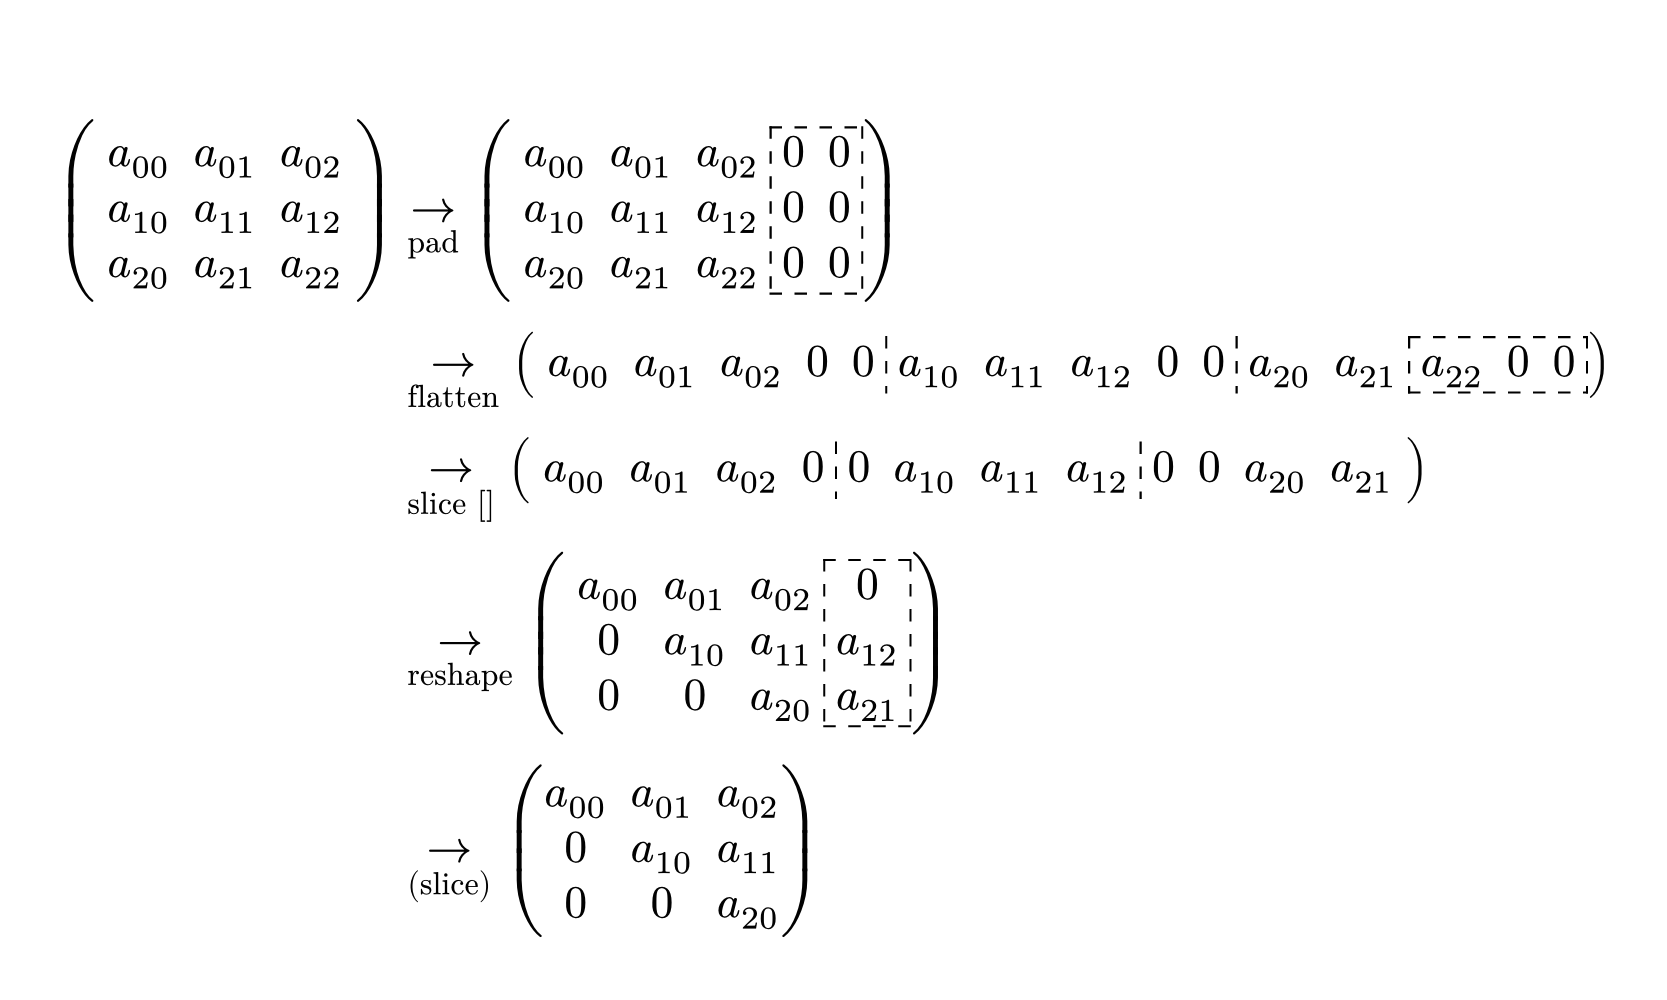 ( a₀₀ a₀₁ a₀₂ ) ( a₀₀ a₀₁ a₀₂ 0 0 )
( a₁₀ a₁₁ a₁₂ ) → pad ( a₁₀ a₁₁ a₁₂ 0 0 )
( a₂₀ a₂₁ a₂₂ ) ( a₂₀ a₂₁ a₂₂ 0 0 )
→ flatten ( a₀₀ a₀₁ a₀₂ 0 0 ¦ a₁₀ a₁₁ a₁₂ 0 0 ¦ a₂₀ a₂₁ a₂₂ 0 0 )
→ slice [] ( a₀₀ a₀₁ a₀₂ 0 ¦ 0 a₁₀ a₁₁ a₁₂ ¦ 0 0 a₂₀ a₂₁ )
( a₀₀ a₀₁ a₀₂ 0 )
→ reshape ( 0 a₁₀ a₁₁ a₁₂ )
( 0 0 a₂₀ a₂₁ )
( a₀₀ a₀₁ a₀₂ )
→ (slice) ( 0 a₁₀ a₁₁ )
( 0 0 a₂₀ )